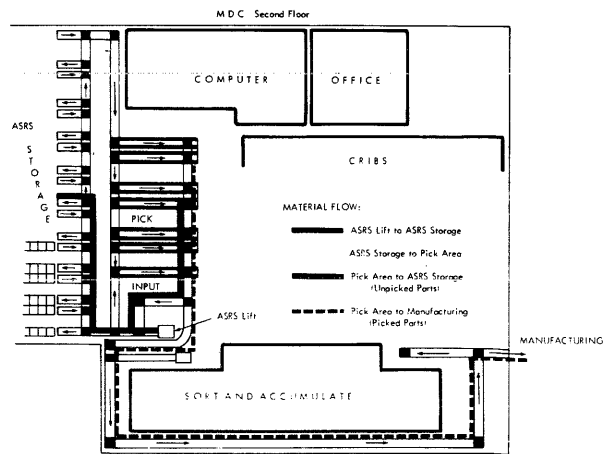 MDC Second Floor
COMPUTER
OFFICE
ASRS
STORAGE
CRIBS
PICK
MATERIAL FLOW:
ASRS Lift to ASRS Storage
ASRS Storage to Pick Area
INPUT
Pick Area to ASRS Storage
(Unpicked Parts)
ASRS Lift
Pick Area to Manufacturing
(Picked Parts)
MANUFACTURING
SORT AND ACCUMULATE